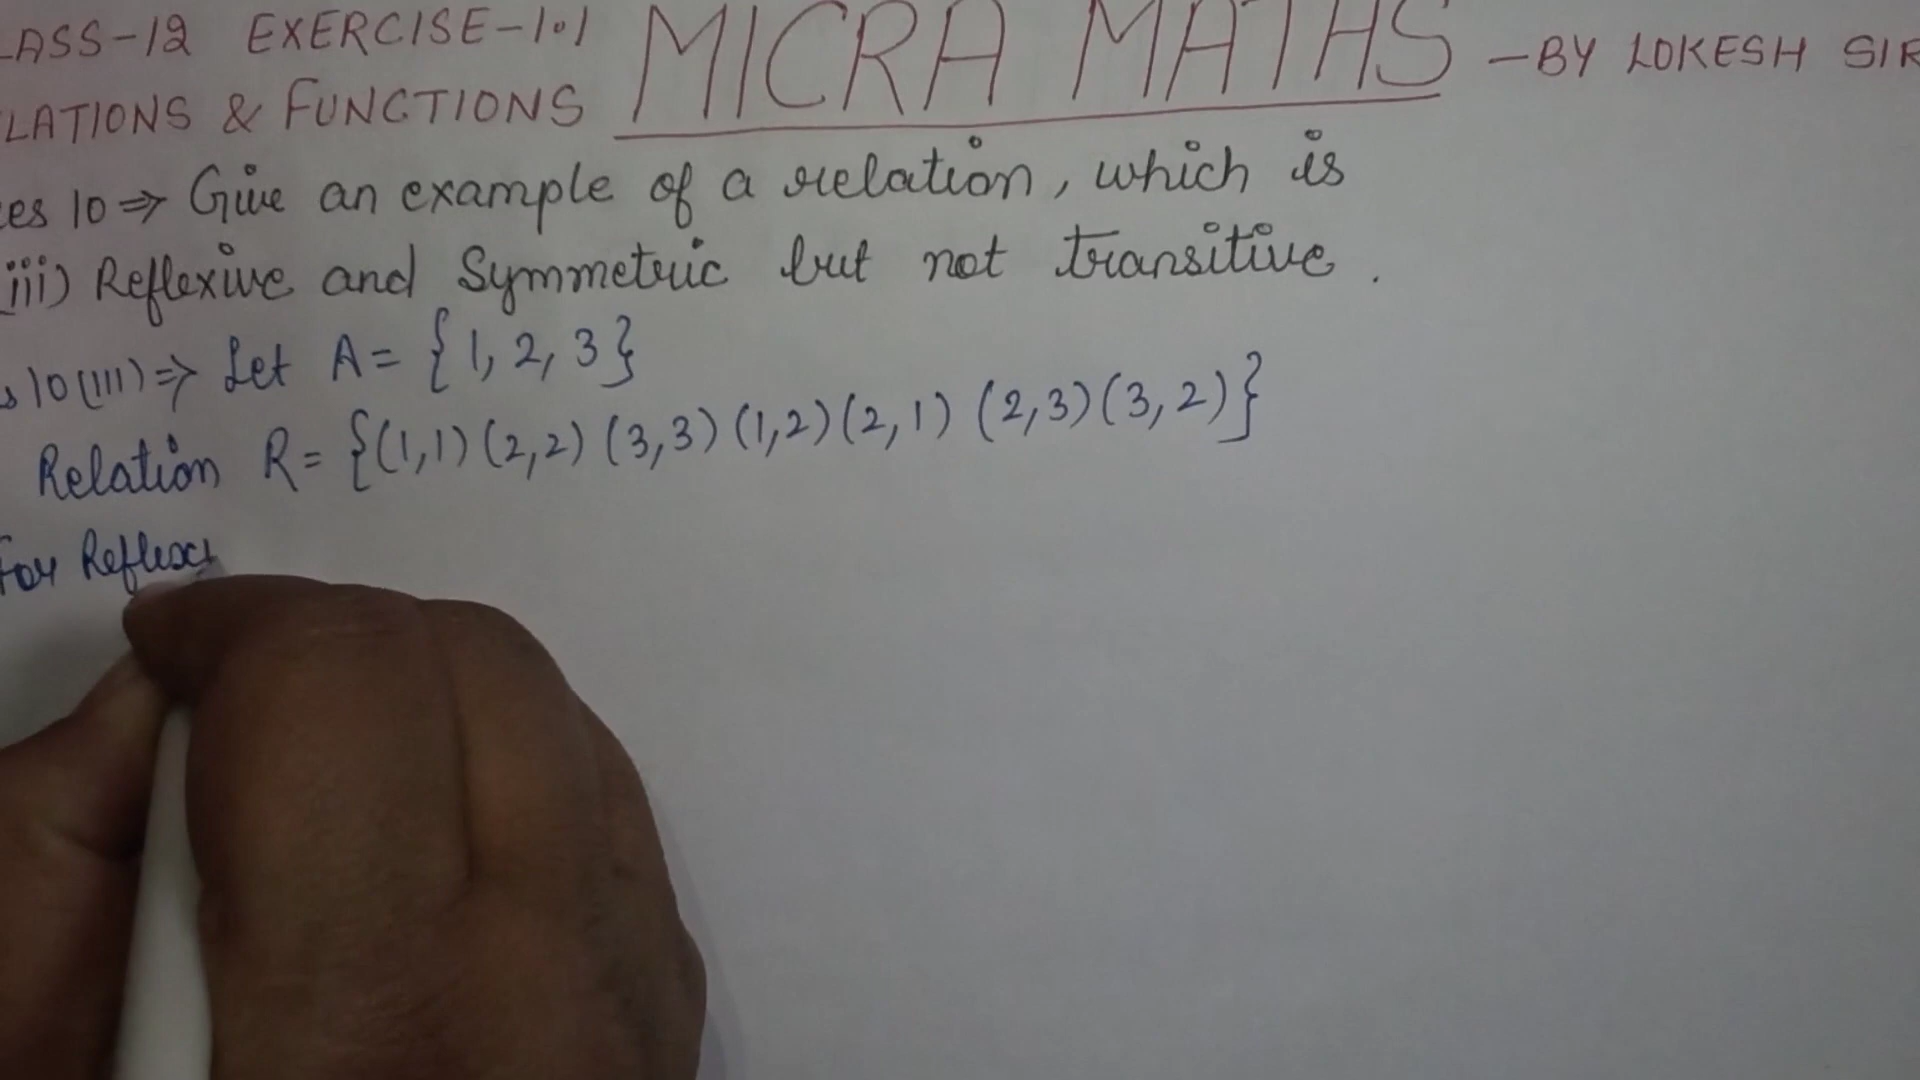 LASS-12 EXERCISE-1.1 MICRA MATHS -BY LOKESH SIR
LATIONS & FUNCTIONS
es 10⇒ Give an example of a relation, which is
(iii) Reflexive and Symmetric but not transitive.
s 10(III)⇒ Let A= {1, 2, 3}
Relation R= {(1,1) (2,2) (3,3) (1,2) (2,1) (2,3) (3,2)}
For Reflexi